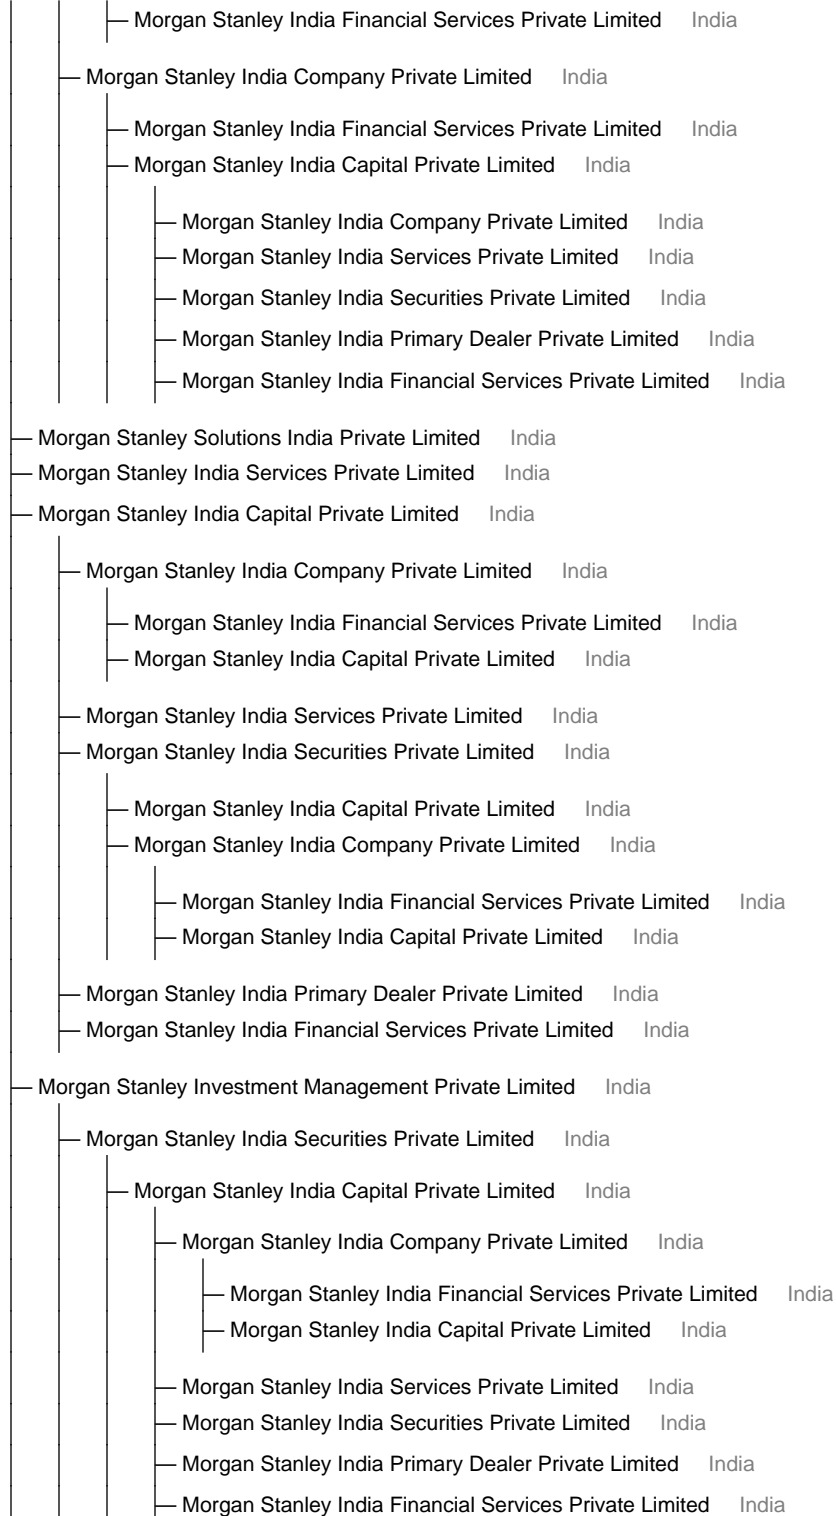 Morgan Stanley India Financial Services Private Limited India
Morgan Stanley India Company Private Limited India
Morgan Stanley India Financial Services Private Limited India
Morgan Stanley India Capital Private Limited India
Morgan Stanley India Company Private Limited India
Morgan Stanley India Services Private Limited India
Morgan Stanley India Securities Private Limited India
Morgan Stanley India Primary Dealer Private Limited India
Morgan Stanley India Financial Services Private Limited India
Morgan Stanley Solutions India Private Limited India
Morgan Stanley India Services Private Limited India
Morgan Stanley India Capital Private Limited India
Morgan Stanley India Company Private Limited India
Morgan Stanley India Financial Services Private Limited India
Morgan Stanley India Capital Private Limited India
Morgan Stanley India Services Private Limited India
Morgan Stanley India Securities Private Limited India
Morgan Stanley India Capital Private Limited India
Morgan Stanley India Company Private Limited India
Morgan Stanley India Financial Services Private Limited India
Morgan Stanley India Capital Private Limited India
Morgan Stanley India Primary Dealer Private Limited India
Morgan Stanley India Financial Services Private Limited India
Morgan Stanley Investment Management Private Limited India
Morgan Stanley India Securities Private Limited India
Morgan Stanley India Capital Private Limited India
Morgan Stanley India Company Private Limited India
Morgan Stanley India Financial Services Private Limited India
Morgan Stanley India Capital Private Limited India
Morgan Stanley India Services Private Limited India
Morgan Stanley India Securities Private Limited India
Morgan Stanley India Primary Dealer Private Limited India
Morgan Stanley India Financial Services Private Limited India